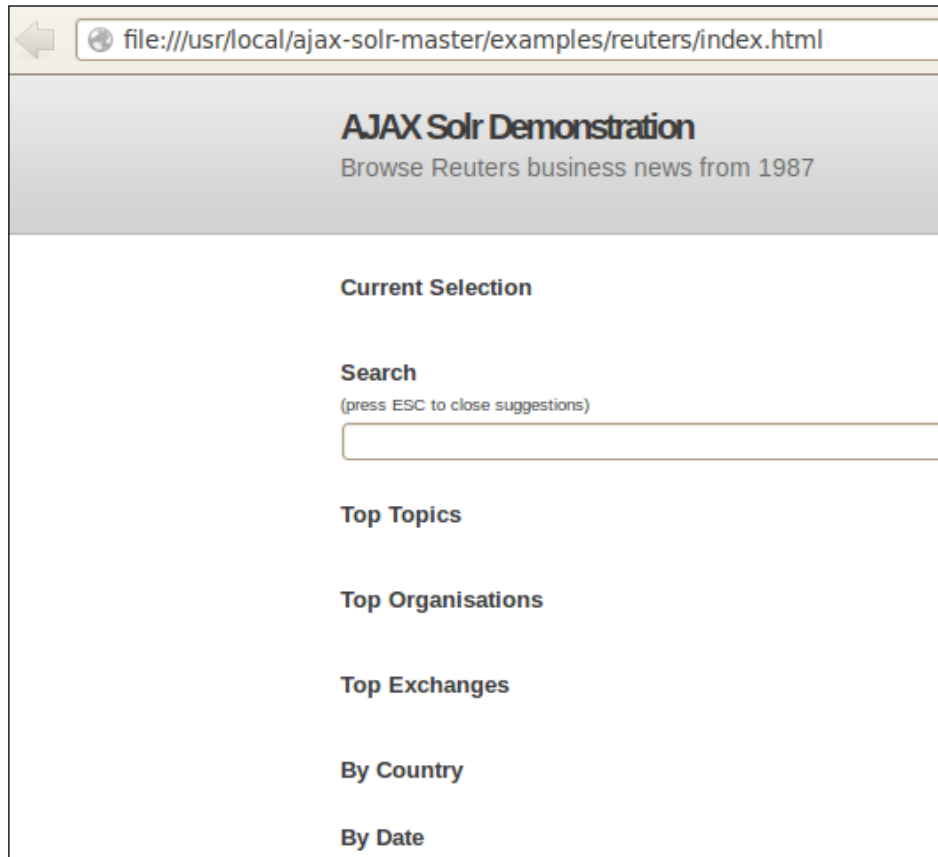 file:///usr/local/ajax-solr-master/examples/reuters/index.html
AJAX Solr Demonstration
Browse Reuters business news from 1987
Current Selection
Search
(press ESC to close suggestions)
Top Topics
Top Organisations
Top Exchanges
By Country
By Date